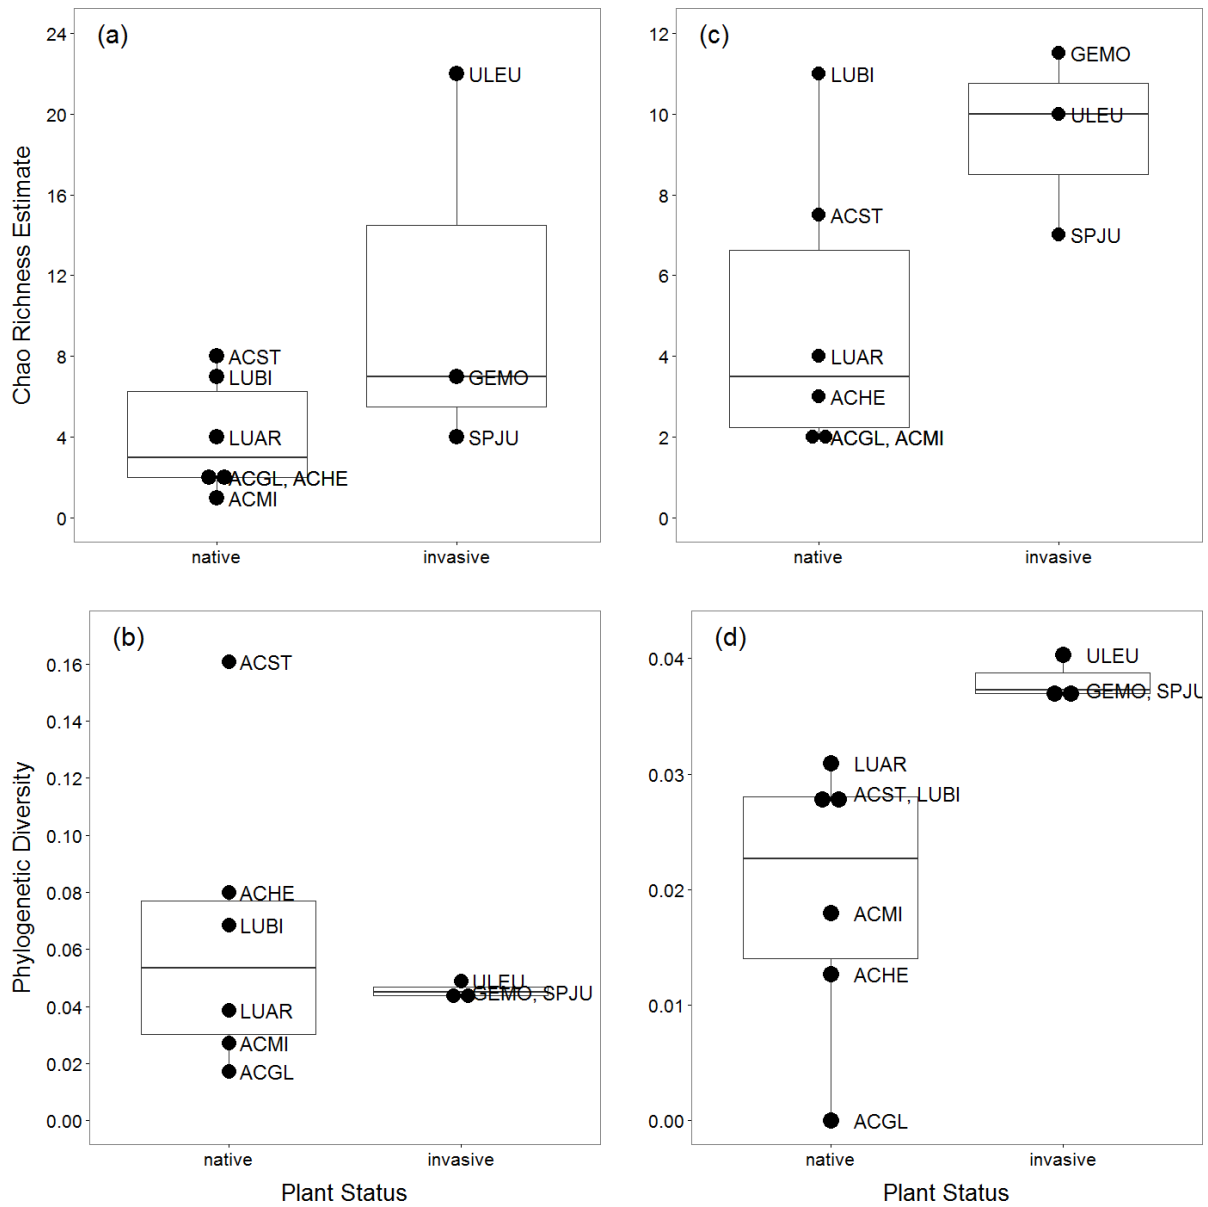 (a)
Chao Richness Estimate
24
20
16
12
8
4
0
ULEU
ACST
LUBI
GEMO
LUAR
SPJU
ACGL, ACHE
ACMI
native
invasive
(c)
12
10
8
6
4
2
0
GEMO
LUBI
ULEU
ACST
SPJU
LUAR
ACHE
ACGL, ACMI
native
invasive
(b)
Phylogenetic Diversity
0.16
0.14
0.12
0.10
0.08
0.06
0.04
0.02
0.00
ACST
ACHE
LUBI
ULEU
GEMO, SPJU
LUAR
ACMI
ACGL
native
invasive
Plant Status
(d)
0.04
0.03
0.02
0.01
0.00
ULEU
GEMO, SPJU
LUAR
ACST, LUBI
ACMI
ACHE
ACGL
native
invasive
Plant Status